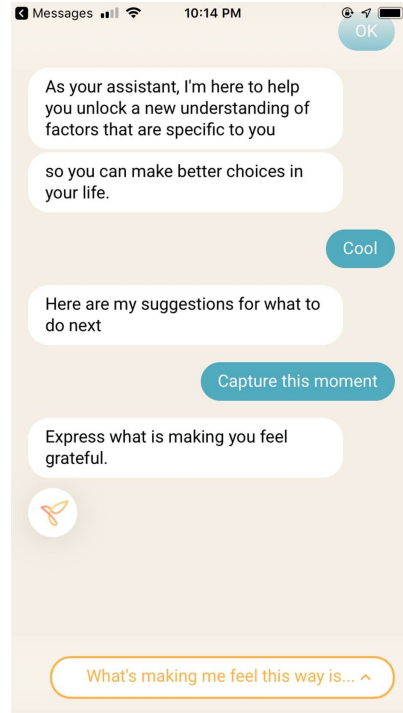 Messages 10:14 PM
OK
As your assistant, I'm here to help
you unlock a new understanding of
factors that are specific to you
so you can make better choices in
your life.
Cool
Here are my suggestions for what to
do next
Capture this moment
Express what is making you feel
grateful.
What's making me feel this way is...